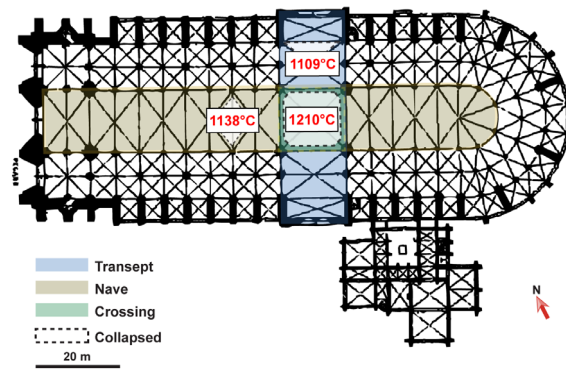 1109°C
1138°C
1210°C
Transept
Nave
Crossing
Collapsed
20 m
N